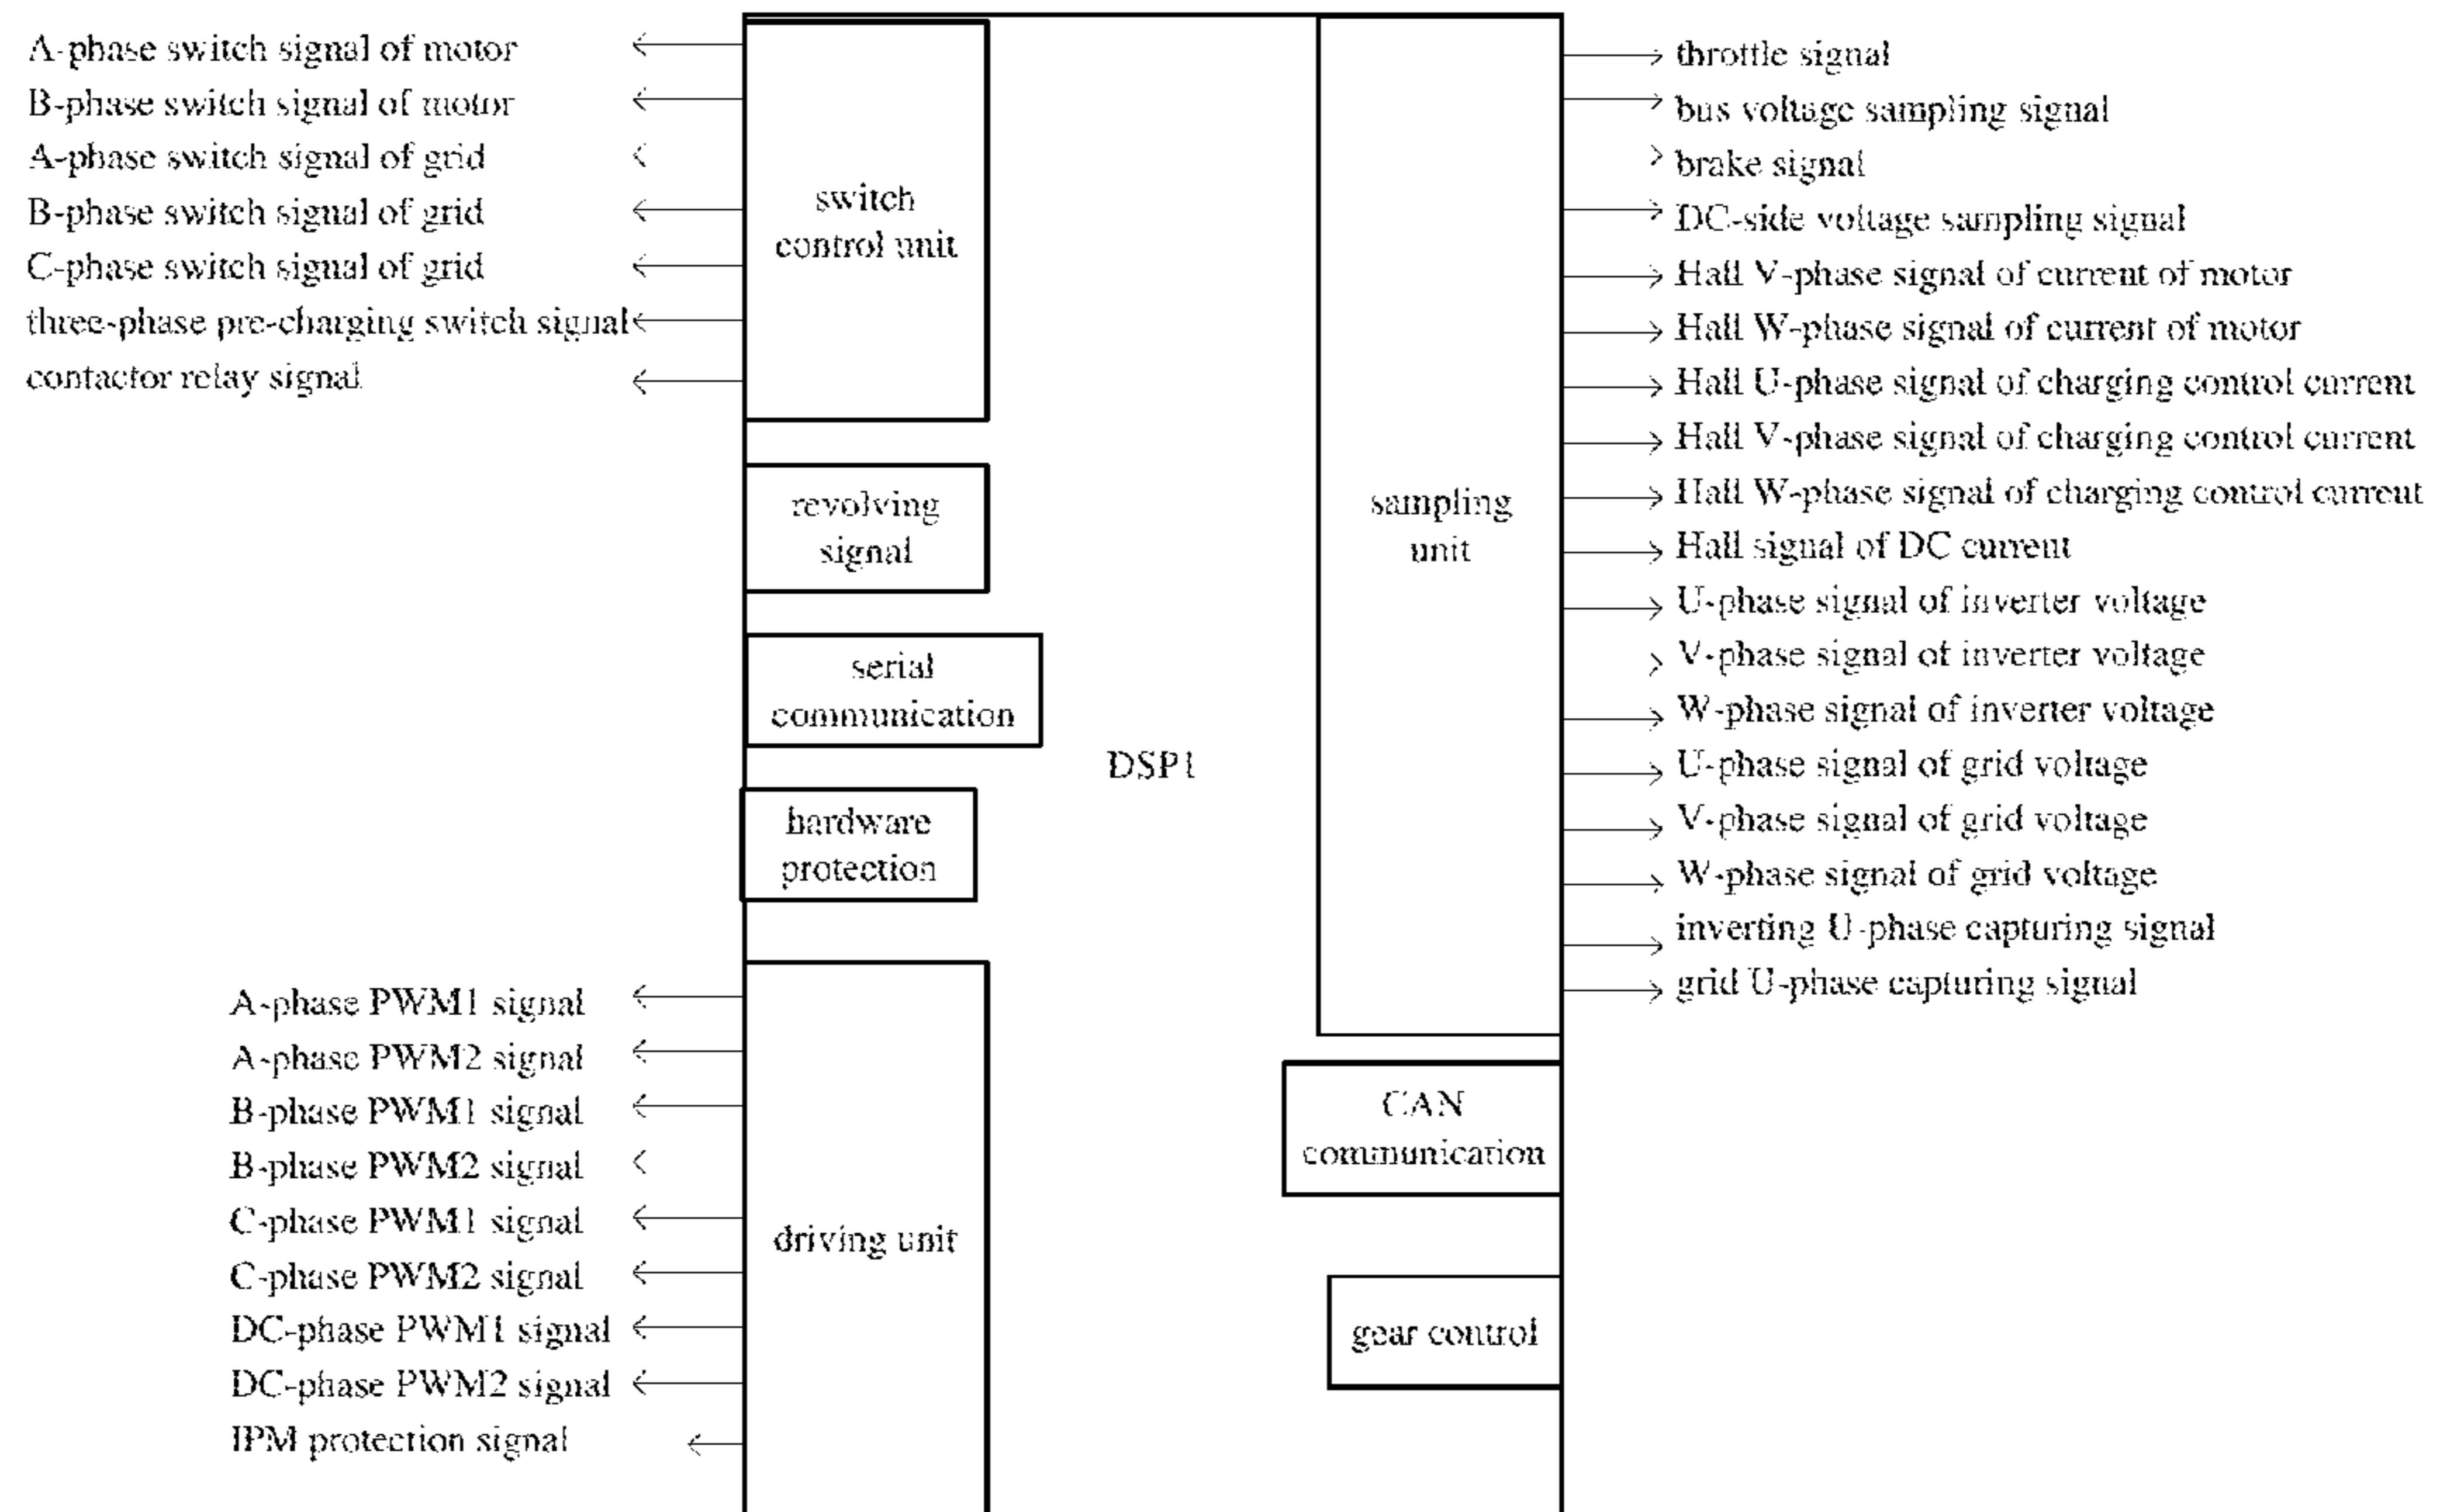 A-phase switch signal of motor
B-phase switch signal of motor
A-phase switch signal of grid
B-phase switch signal of grid
C-phase switch signal of grid
three-phase pre-charging switch signal
contactor relay signal
switch
control unit
revolving
signal
serial
communication
hardware
protection
DSP1
A-phase PWM1 signal
A-phase PWM2 signal
B-phase PWM1 signal
B-phase PWM2 signal
C-phase PWM1 signal
C-phase PWM2 signal
DC-phase PWM1 signal
DC-phase PWM2 signal
IPM protection signal
driving unit
sampling
unit
throttle signal
bus voltage sampling signal
brake signal
DC-side voltage sampling signal
Hall V-phase signal of current of motor
Hall W-phase signal of current of motor
Hall U-phase signal of charging control current
Hall V-phase signal of charging control current
Hall W-phase signal of charging control current
Hall signal of DC current
U-phase signal of inverter voltage
V-phase signal of inverter voltage
W-phase signal of inverter voltage
U-phase signal of grid voltage
V-phase signal of grid voltage
W-phase signal of grid voltage
inverting U-phase capturing signal
grid U-phase capturing signal
CAN
communication
gear control